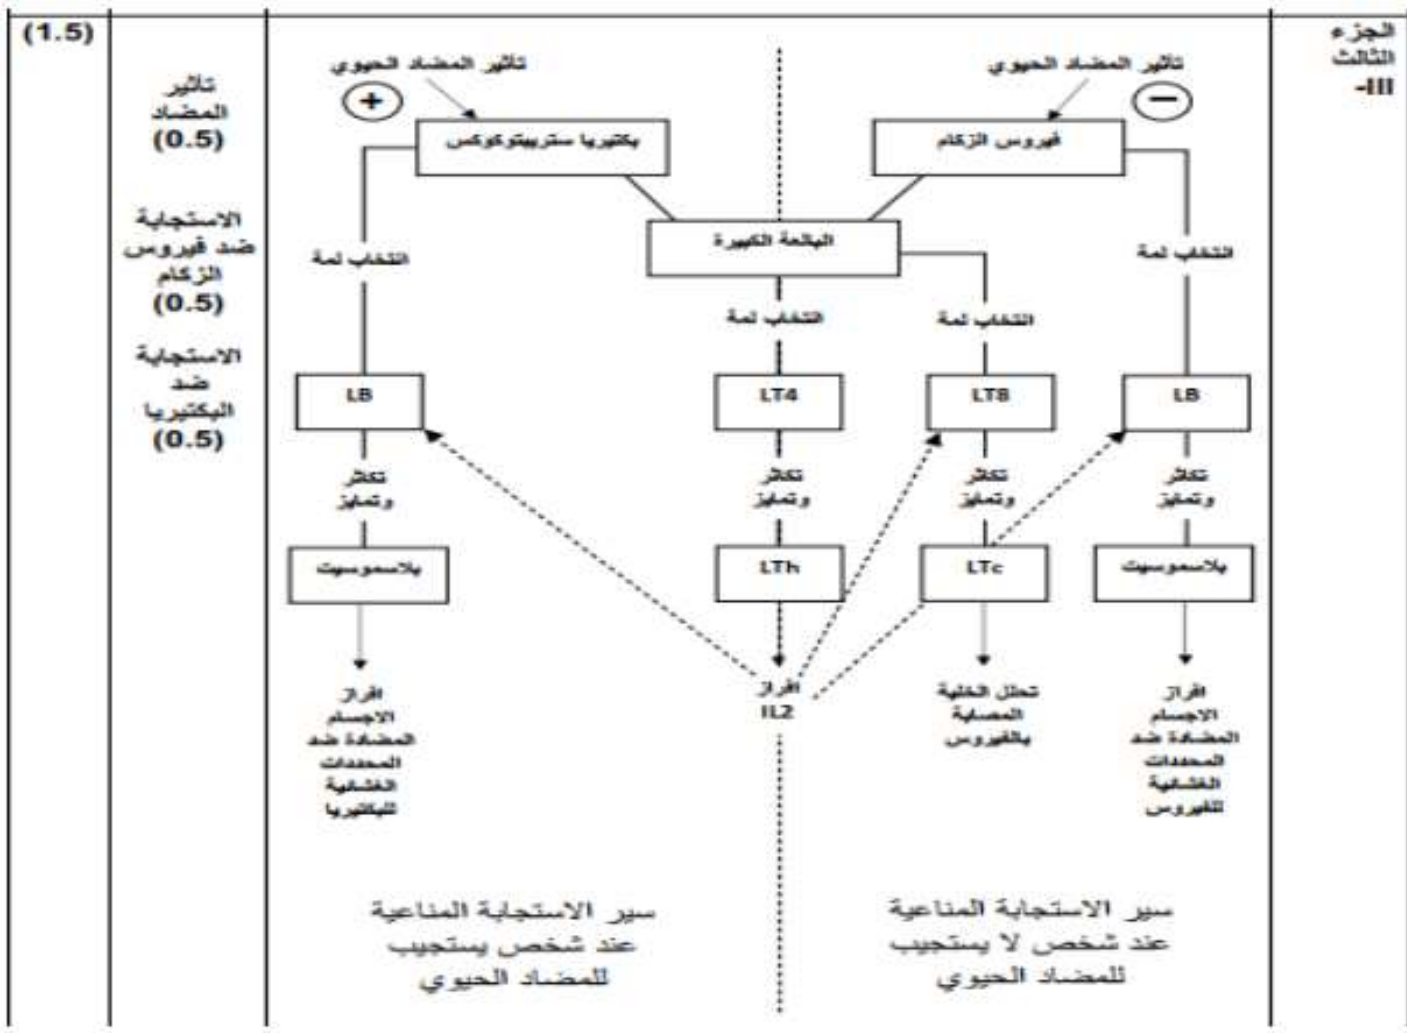 الجزء
الثالث
III-
تأثير المضاد الحيوي
−
فيروس الزكام
تأثير المضاد الحيوي
+
بكتيريا ستريبتوكوكس
البالعة الكبيرة
انتخاب لمة
انتخاب لمة
انتخاب لمة
انتخاب لمة
LB
LT8
LT4
LB
تكاثر
وتمايز
تكاثر
وتمايز
تكاثر
وتمايز
تكاثر
وتمايز
بلاسموسيت
LTc
LTh
بلاسموسيت
افراز
الاجسام
المضادة ضد
المحددات
الغشائية
للفيروس
تحلل الخلية
المصابة
بالفيروس
افراز
IL2
افراز
الاجسام
المضادة ضد
المحددات
الغشائية
للبكتيريا
سير الاستجابة المناعية
عند شخص لا يستجيب
للمضاد الحيوي
سير الاستجابة المناعية
عند شخص يستجيب
للمضاد الحيوي
تأثير
المضاد
(0.5)
الاستجابة
ضد فيروس
الزكام
(0.5)
الاستجابة
ضد
البكتيريا
(0.5)
(1.5)